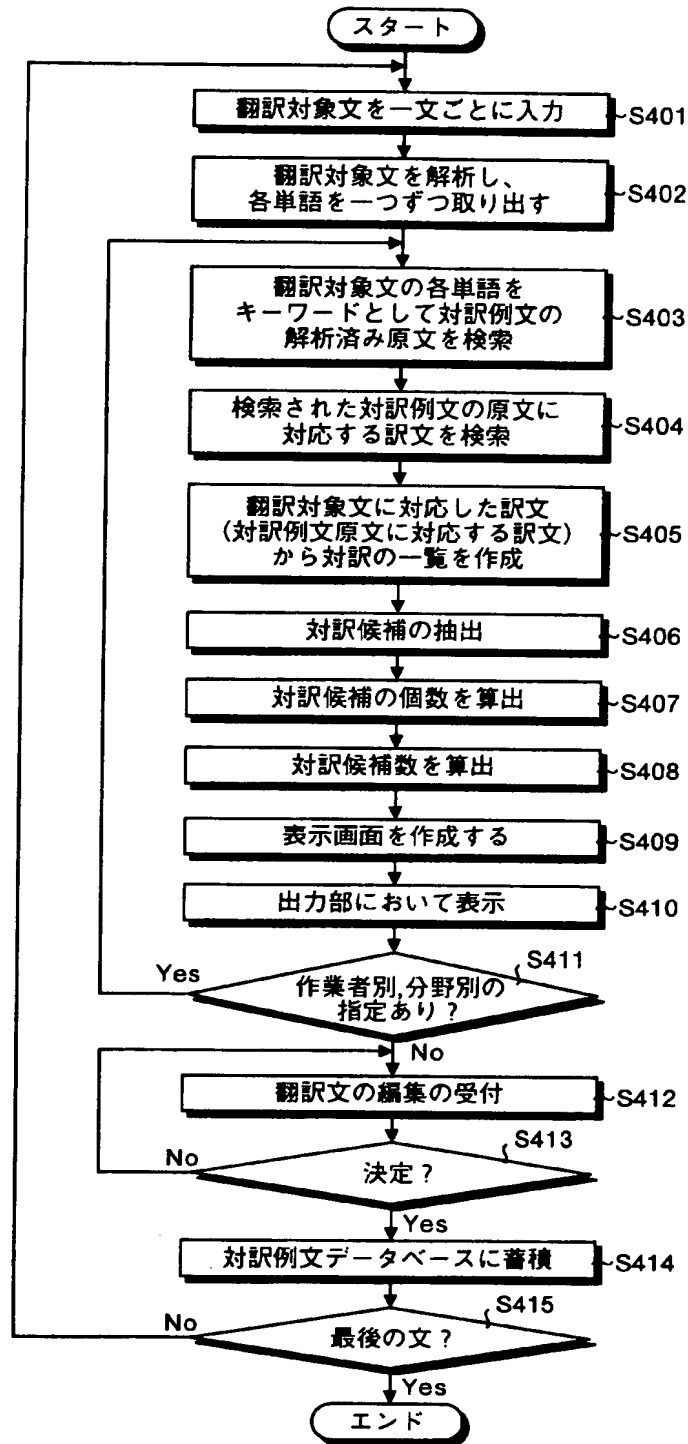 スタート
翻訳対象文を一文ごとに入力
S401
翻訳対象文を解析し、
各単語を一つずつ取り出す
S402
翻訳対象文の各単語を
キーワードとして対訳例文の
解析済み原文を検索
S403
検索された対訳例文の原文に
対応する訳文を検索
S404
翻訳対象文に対応した訳文
(対訳例文原文に対応する訳文)
から対訳の一覧を作成
S405
対訳候補の抽出
S406
対訳候補の個数を算出
S407
対訳候補数を算出
S408
表示画面を作成する
S409
出力部において表示
S410
Yes
S411
作業者別,分野別の
指定あり?
No
翻訳文の編集の受付
S412
No
S413
決定?
Yes
対訳例文データベースに蓄積
S414
No
S415
最後の文?
Yes
エンド